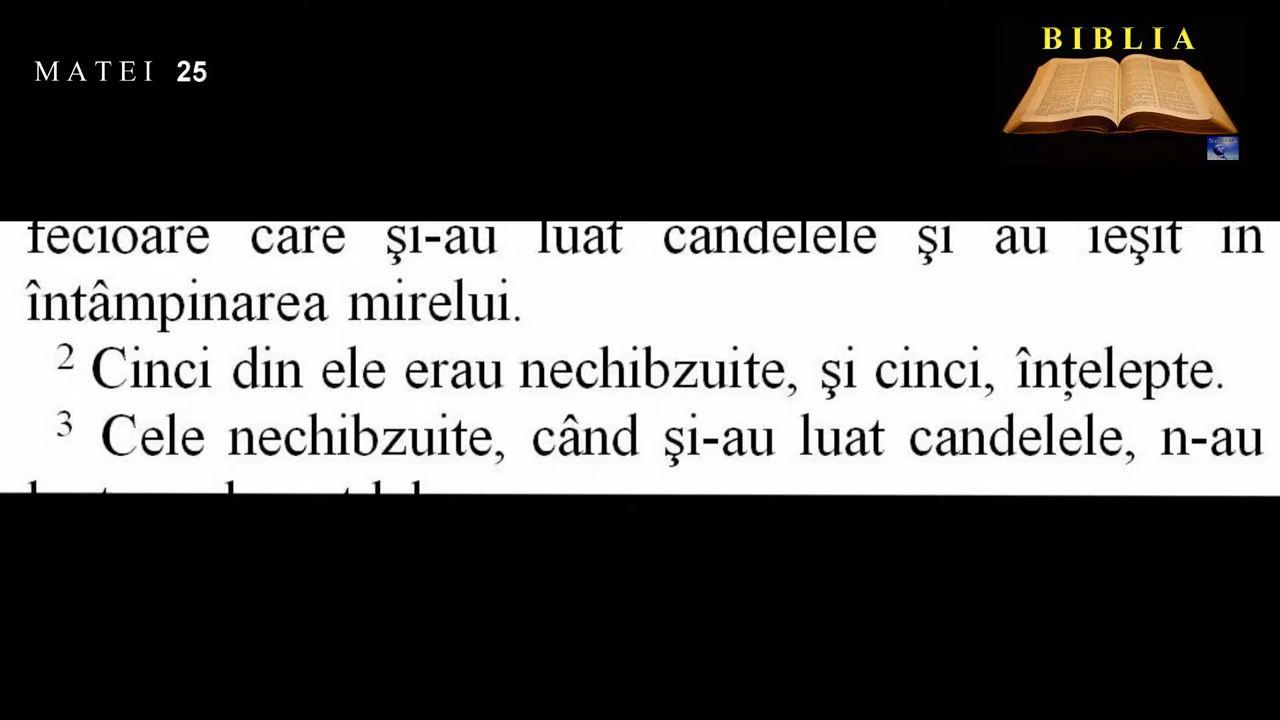 BIBLIA
MATEI 25
fecioare care şi-au luat candelele şi au ieşit în
întâmpinarea mirelui.
2 Cinci din ele erau nechibzuite, şi cinci, înţelepte.
3 Cele nechibzuite, când şi-au luat candelele, n-au